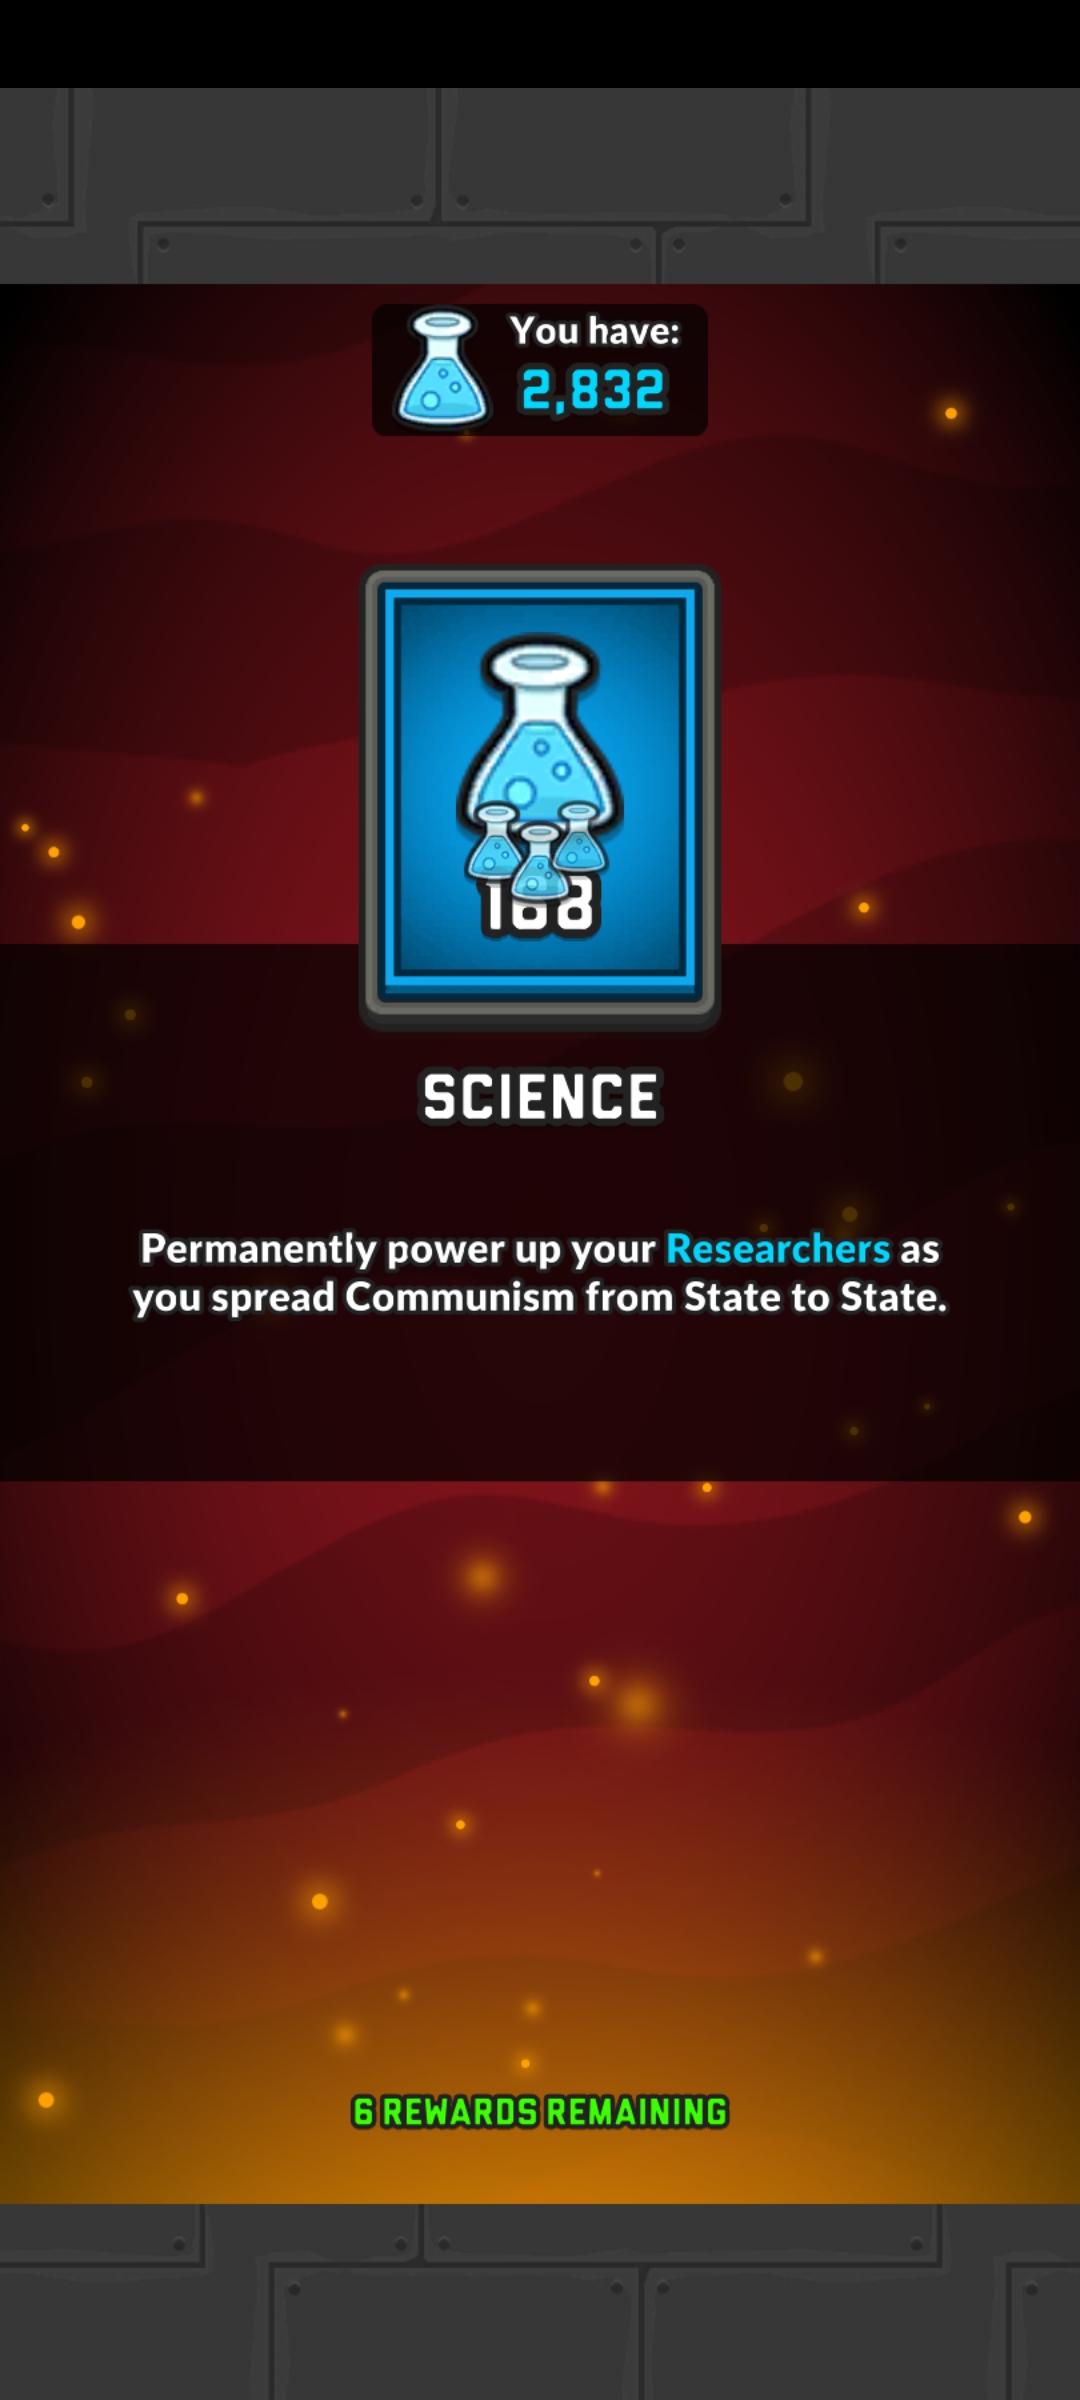 You have:
2,832
SCIENCE
Permanently power up your Researchers as
you spread Communism from State to State.
6 REWARDS REMAINING